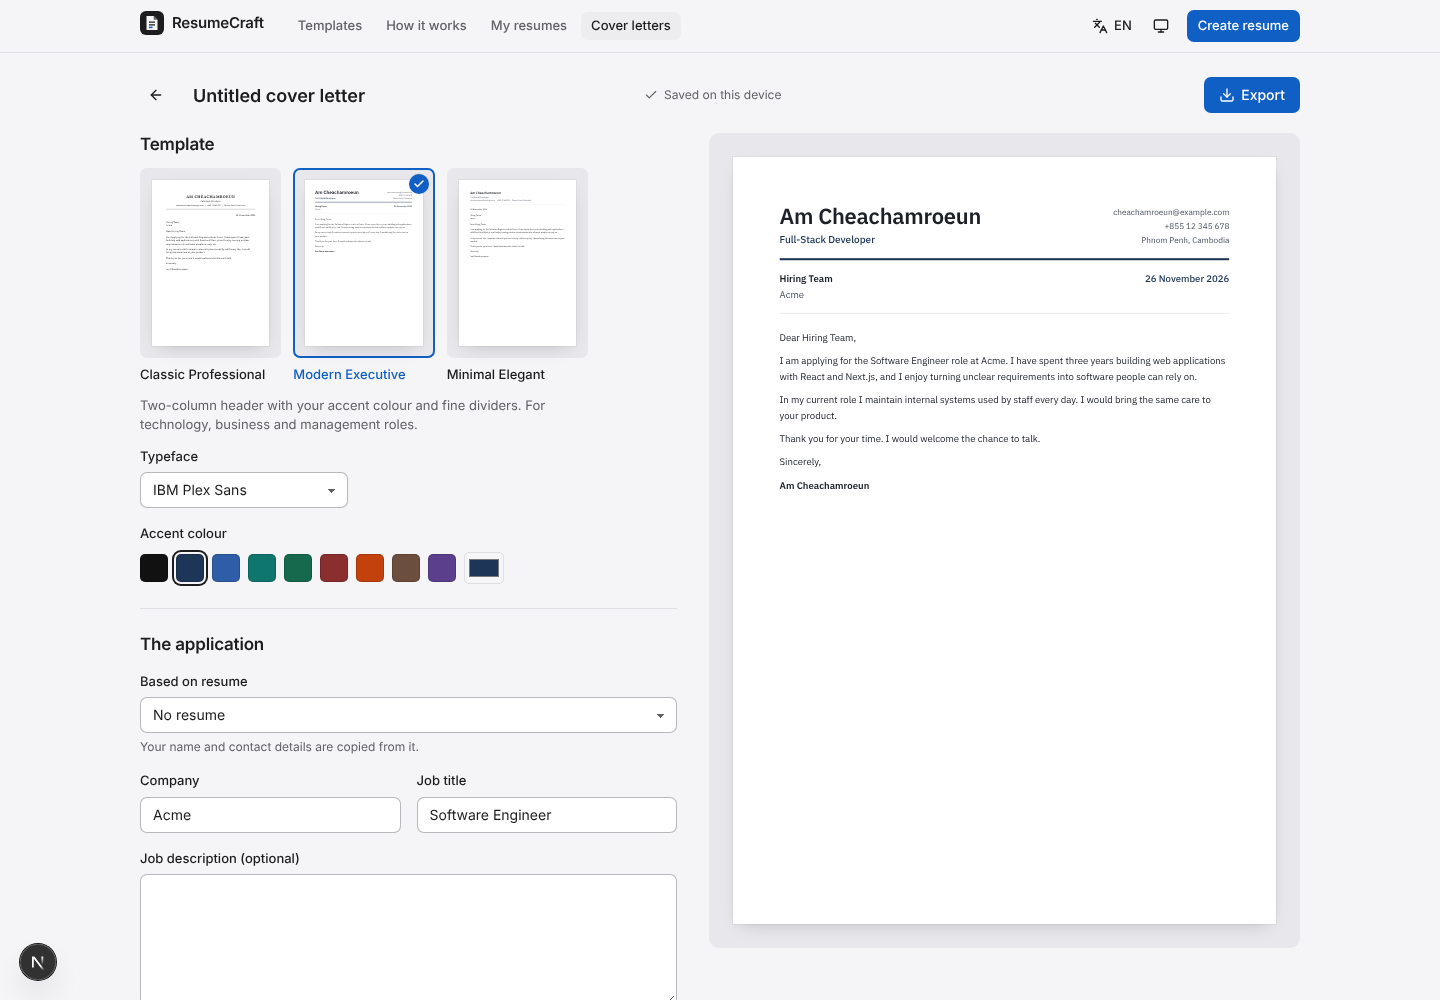 ResumeCraft
Templates
How it works
My resumes
Cover letters
EN
Create resume
Untitled cover letter
Saved on this device
Export
Template
AM CHEACHAMROEUN
Am Cheachamroeun
Am Cheachamroeun
Classic Professional
Modern Executive
Minimal Elegant
Two-column header with your accent colour and fine dividers. For
technology, business and management roles.
Typeface
IBM Plex Sans
Accent colour
The application
Based on resume
No resume
Your name and contact details are copied from it.
Company
Job title
Acme
Software Engineer
Job description (optional)
N
Am Cheachamroeun
Full-Stack Developer
cheachamroeun@example.com
+855 12 345 678
Phnom Penh, Cambodia
Hiring Team
26 November 2026
Acme
Dear Hiring Team,
I am applying for the Software Engineer role at Acme. I have spent three years building web applications
with React and Next.js, and I enjoy turning unclear requirements into software people can rely on.
In my current role I maintain internal systems used by staff every day. I would bring the same care to
your product.
Thank you for your time. I would welcome the chance to talk.
Sincerely,
Am Cheachamroeun